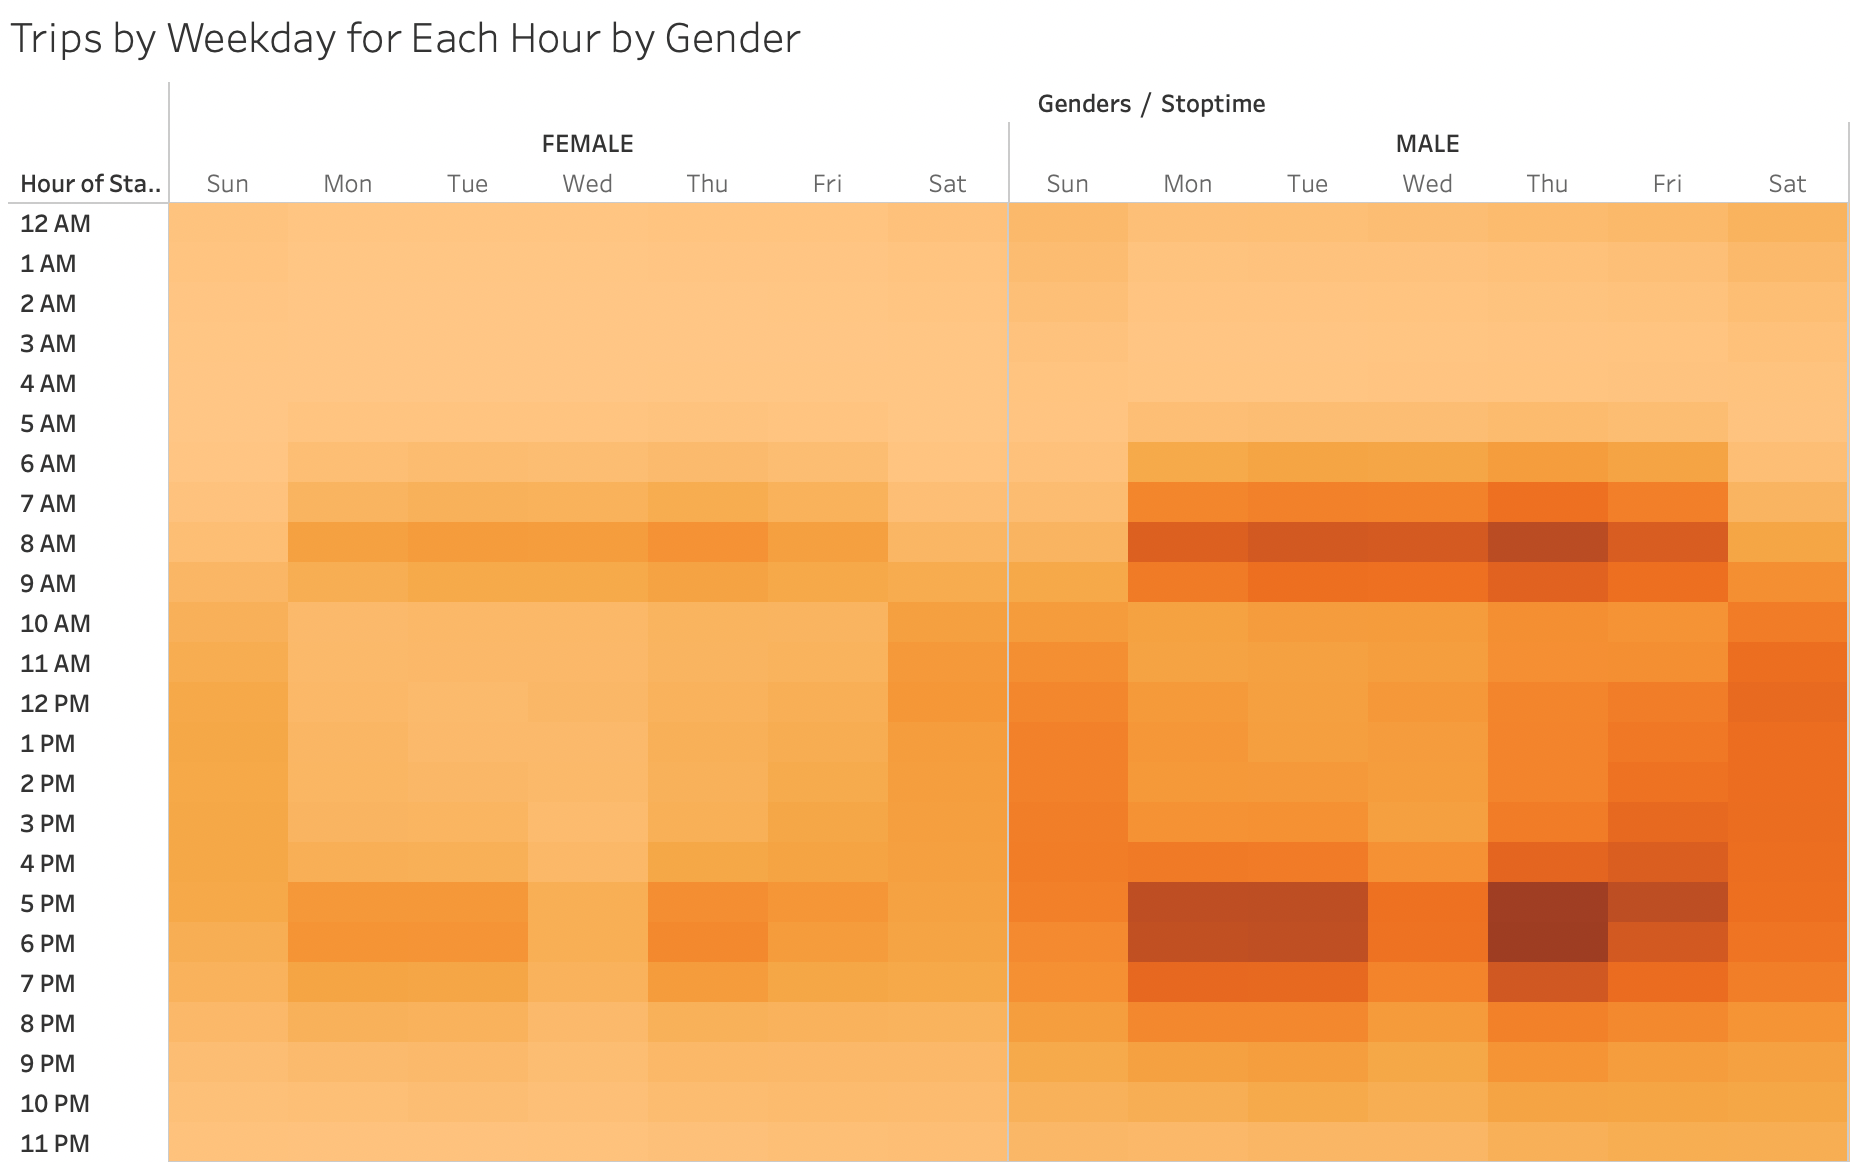 Trips by Weekday for Each Hour by Gender
Genders / Stoptime
FEMALE MALE
Hour of Sta.. Sun Mon Tue Wed Thu Fri Sat Sun Mon Tue Wed Thu Fri Sat
12 AM
1 AM
2 AM
3 AM
4 AM
5 AM
6 AM
7 AM
8 AM
9 AM
10 AM
11 AM
12 PM
1 PM
2 PM
3 PM
4 PM
5 PM
6 PM
7 PM
8 PM
9 PM
10 PM
11 PM